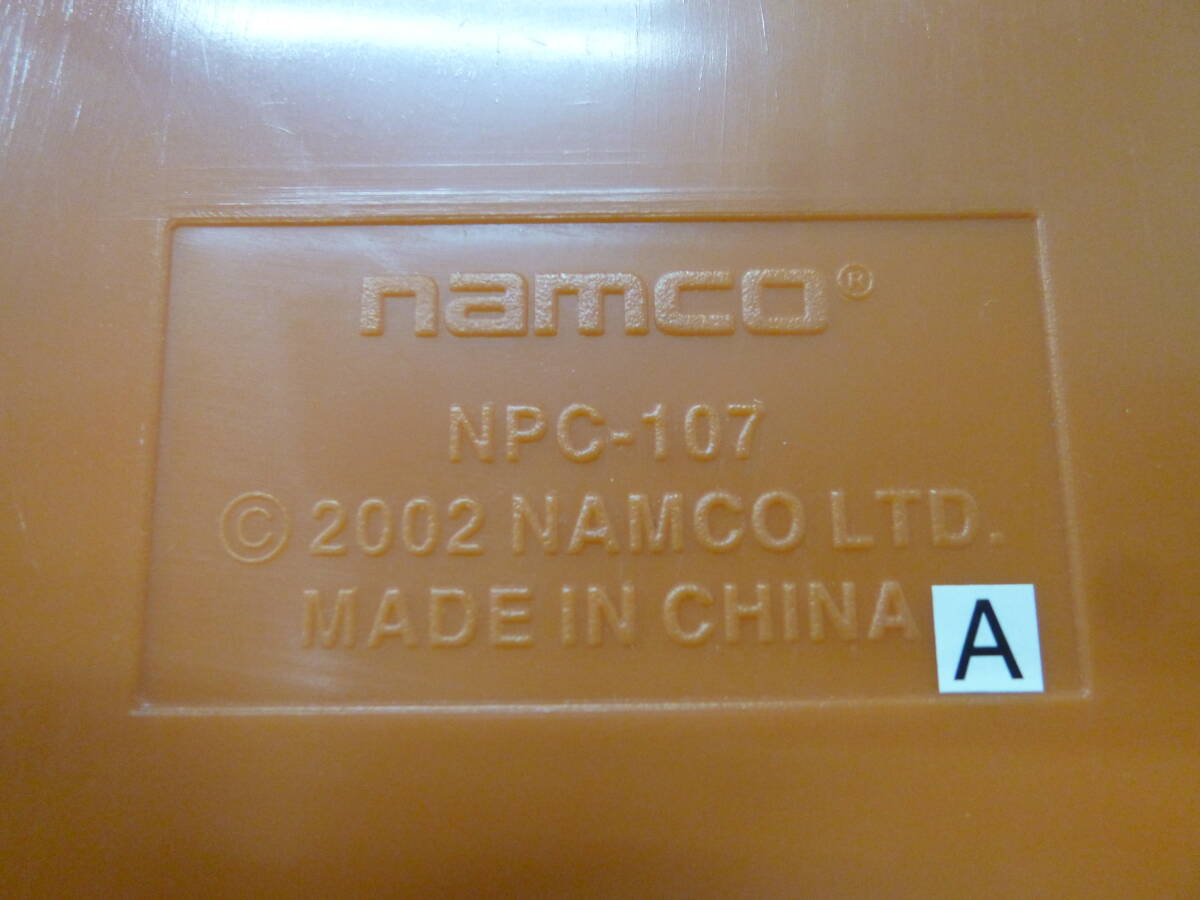 namco®
NPC-107
© 2002 NAMCO LTD.
MADE IN CHINA
A